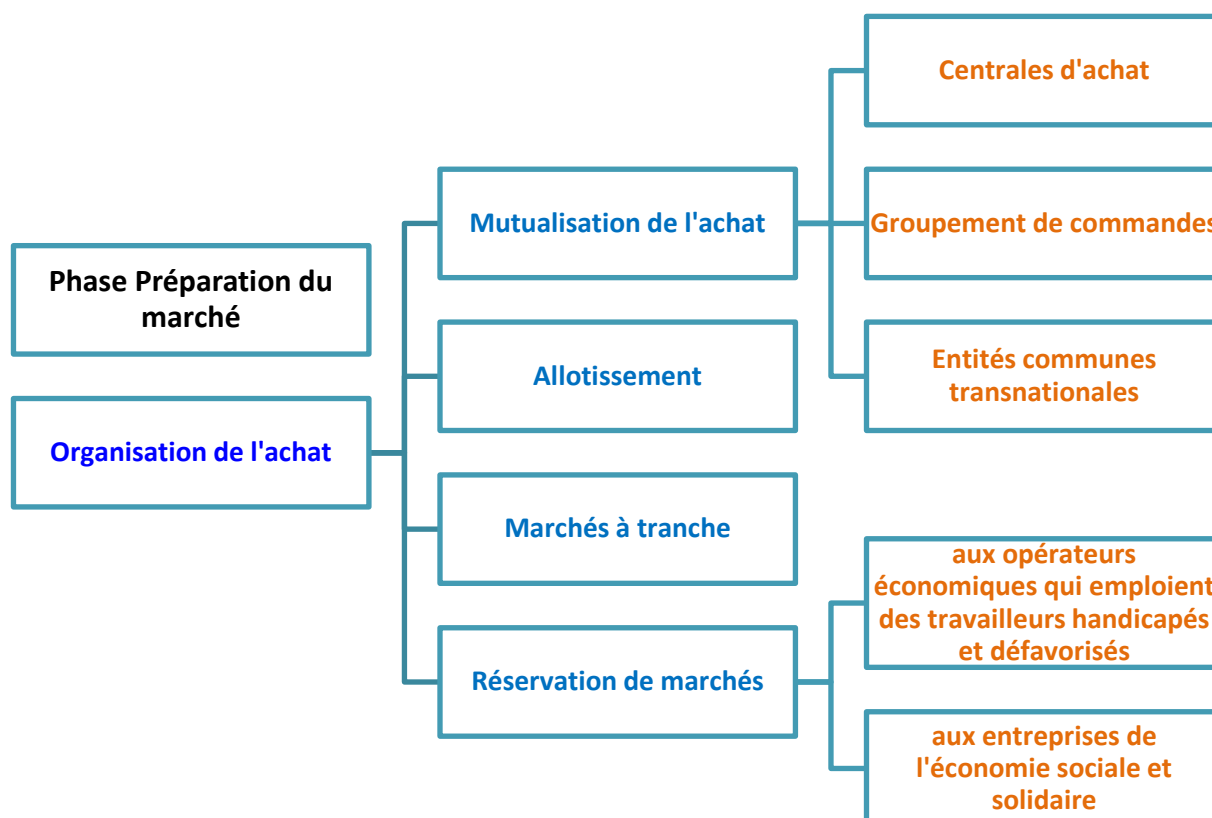 Phase Préparation du
marché
Organisation de l'achat
Mutualisation de l'achat
Allotissement
Marchés à tranche
Réservation de marchés
Centrales d'achat
Groupement de commandes
Entités communes
transnationales
aux opérateurs
économiques qui emploient
des travailleurs handicapés
et défavorisés
aux entreprises de
l'économie sociale et
solidaire